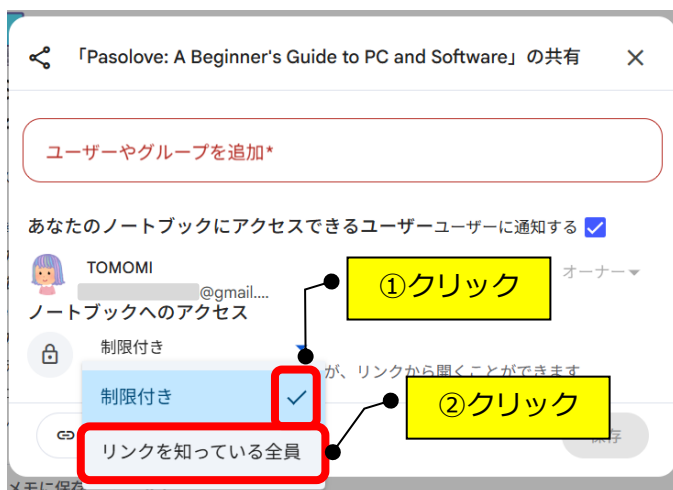 「Pasolove: A Beginner's Guide to PC and Software」の共有
ユーザーやグループを追加*
あなたのノートブックにアクセスできるユーザー ユーザーに通知する
TOMOMI
オーナー
@gmail....
①クリック
ノートブックへのアクセス
制限付き
が、リンクから開くことができます
制限付き
②クリック
リンクを知っている全員
保存
メモに保存